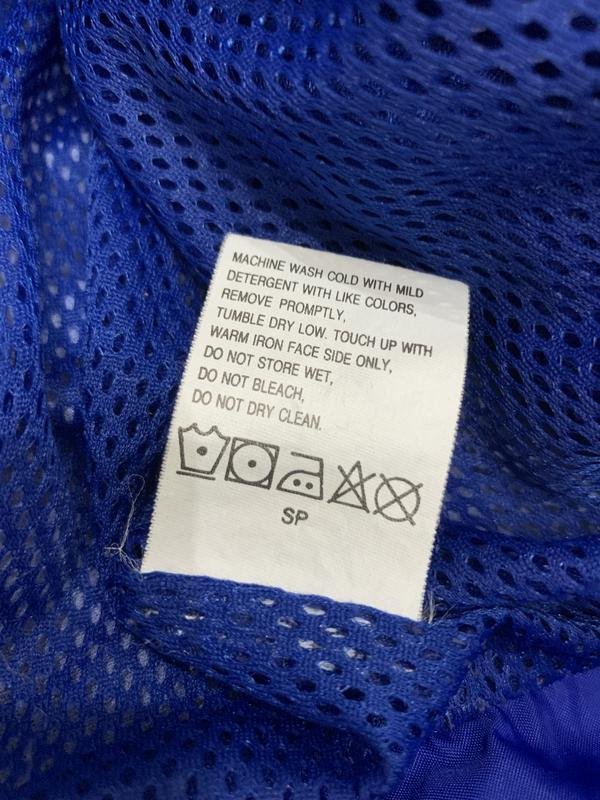 MACHINE WASH COLD WITH MILD
DETERGENT WITH LIKE COLORS,
REMOVE PROMPTLY,
TUMBLE DRY LOW. TOUCH UP WITH
WARM IRON FACE SIDE ONLY,
DO NOT STORE WET,
DO NOT BLEACH,
DO NOT DRY CLEAN.
SP